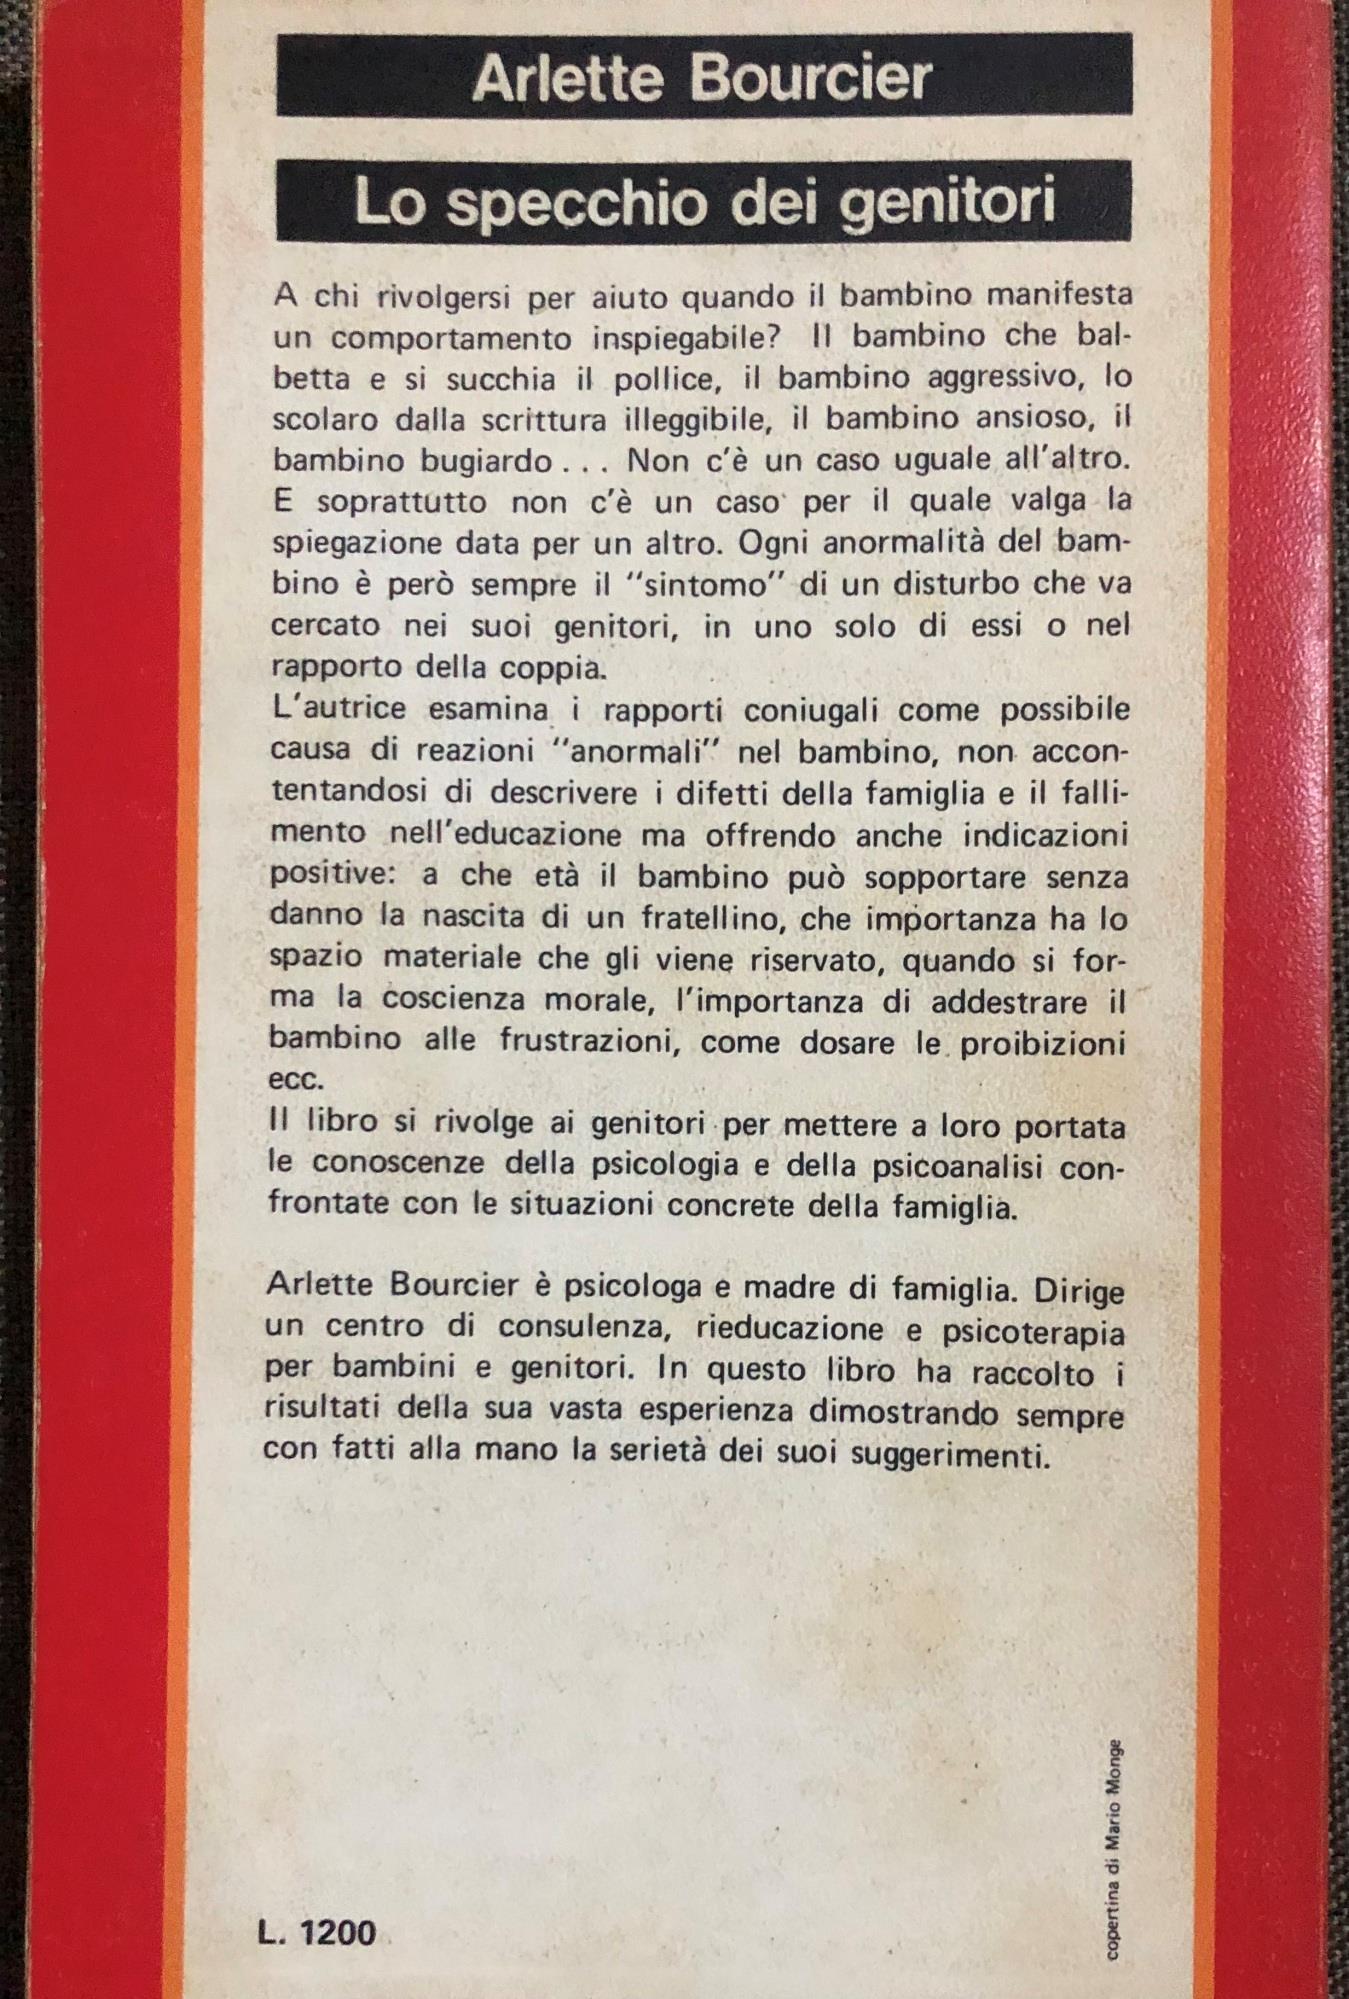 Arlette Bourcier
Lo specchio dei genitori
A chi rivolgersi per aiuto quando il bambino manifesta
un comportamento inspiegabile? Il bambino che bal-
betta e si succhia il pollice, il bambino aggressivo, lo
scolaro dalla scrittura illeggibile, il bambino ansioso, il
bambino bugiardo . . . Non c'è un caso uguale all'altro.
E soprattutto non c'è un caso per il quale valga la
spiegazione data per un altro. Ogni anormalità del bam-
bino è però sempre il "sintomo" di un disturbo che va
cercato nei suoi genitori, in uno solo di essi o nel
rapporto della coppia.
L'autrice esamina i rapporti coniugali come possibile
causa di reazioni "anormali" nel bambino, non accon-
tentandosi di descrivere i difetti della famiglia e il falli-
mento nell'educazione ma offrendo anche indicazioni
positive: a che età il bambino può sopportare senza
danno la nascita di un fratellino, che importanza ha lo
spazio materiale che gli viene riservato, quando si for-
ma la coscienza morale, l'importanza di addestrare il
bambino alle frustrazioni, come dosare le proibizioni
ecc.
Il libro si rivolge ai genitori per mettere a loro portata
le conoscenze della psicologia e della psicoanalisi con-
frontate con le situazioni concrete della famiglia.
Arlette Bourcier è psicologa e madre di famiglia. Dirige
un centro di consulenza, rieducazione e psicoterapia
per bambini e genitori. In questo libro ha raccolto i
risultati della sua vasta esperienza dimostrando sempre
con fatti alla mano la serietà dei suoi suggerimenti.
copertina di Mario Monge
L. 1200